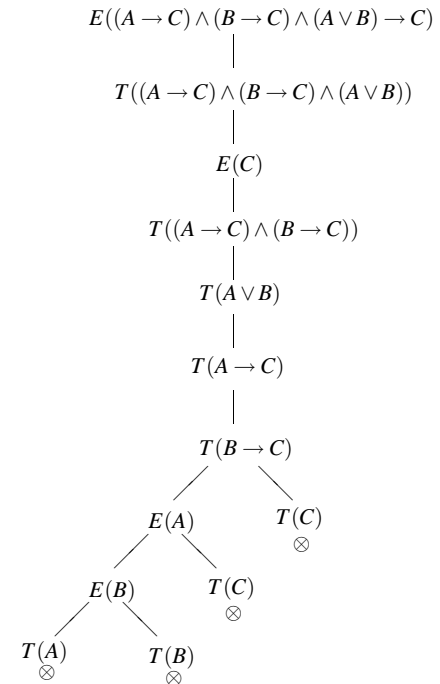 E((A → C) ∧ (B → C) ∧ (A ∨ B) → C)
T((A → C) ∧ (B → C) ∧ (A ∨ B))
E(C)
T((A → C) ∧ (B → C))
T(A ∨ B)
T(A → C)
T(B → C)
E(A)
T(C)
⊗
E(B)
T(C)
⊗
T(A)
⊗
T(B)
⊗